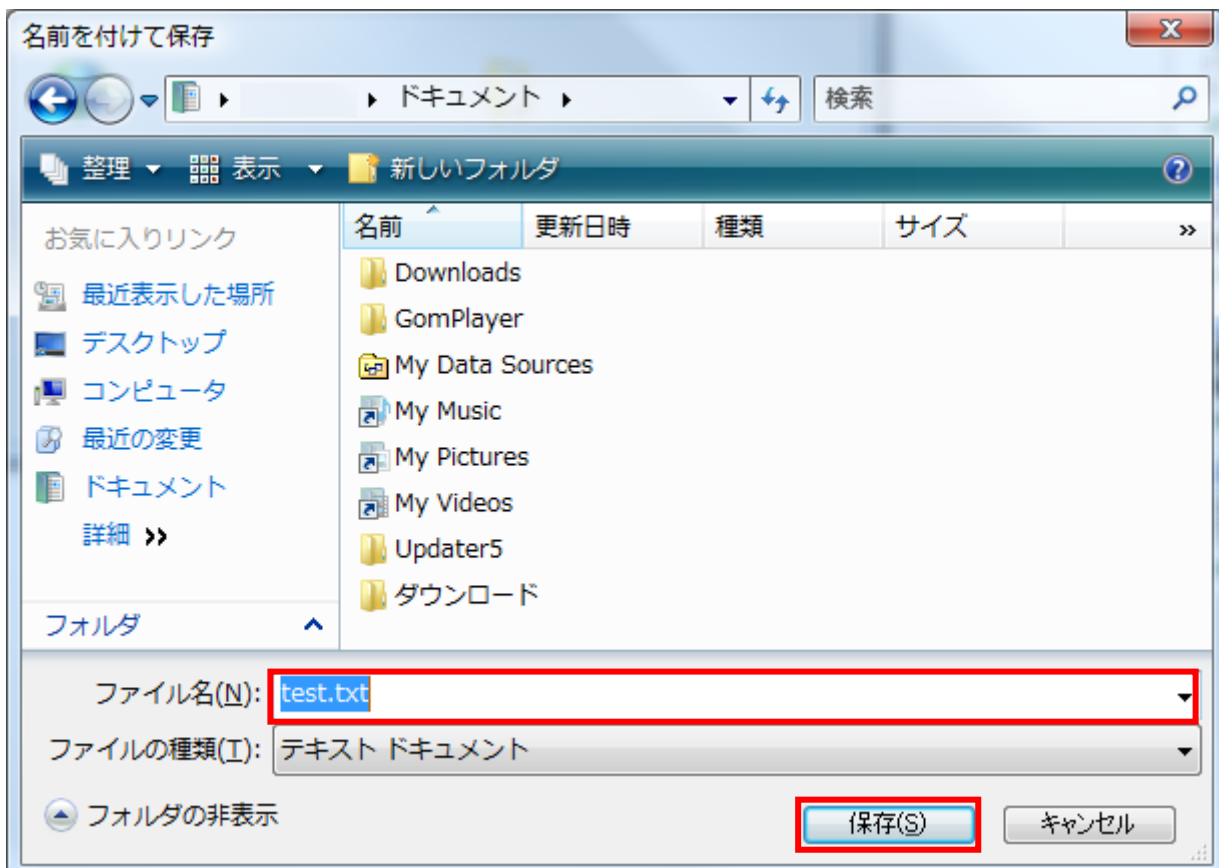 名前を付けて保存
ドキュメント 検索
整理 表示 新しいフォルダ
お気に入りリンク
最近表示した場所
デスクトップ
コンピュータ
最近の変更
ドキュメント
詳細 »
フォルダ
名前 更新日時 種類 サイズ »
Downloads
GomPlayer
My Data Sources
My Music
My Pictures
My Videos
Updater5
ダウンロード
ファイル名(N): test.txt
ファイルの種類(T): テキスト ドキュメント
フォルダの非表示 保存(S) キャンセル